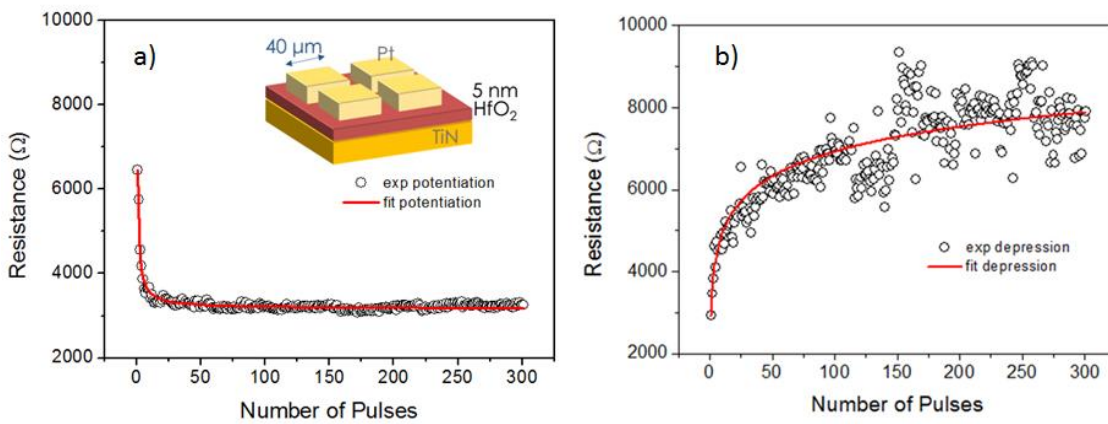 a)
10000
8000
6000
4000
2000
Resistance (Ω)
0
50
100
150
200
250
300
Number of Pulses
40 µm
Pt
5 nm
HfO2
TiN
exp potentiation
fit potentiation
b)
10000
8000
6000
4000
2000
Resistance (Ω)
0
50
100
150
200
250
300
Number of Pulses
exp depression
fit depression